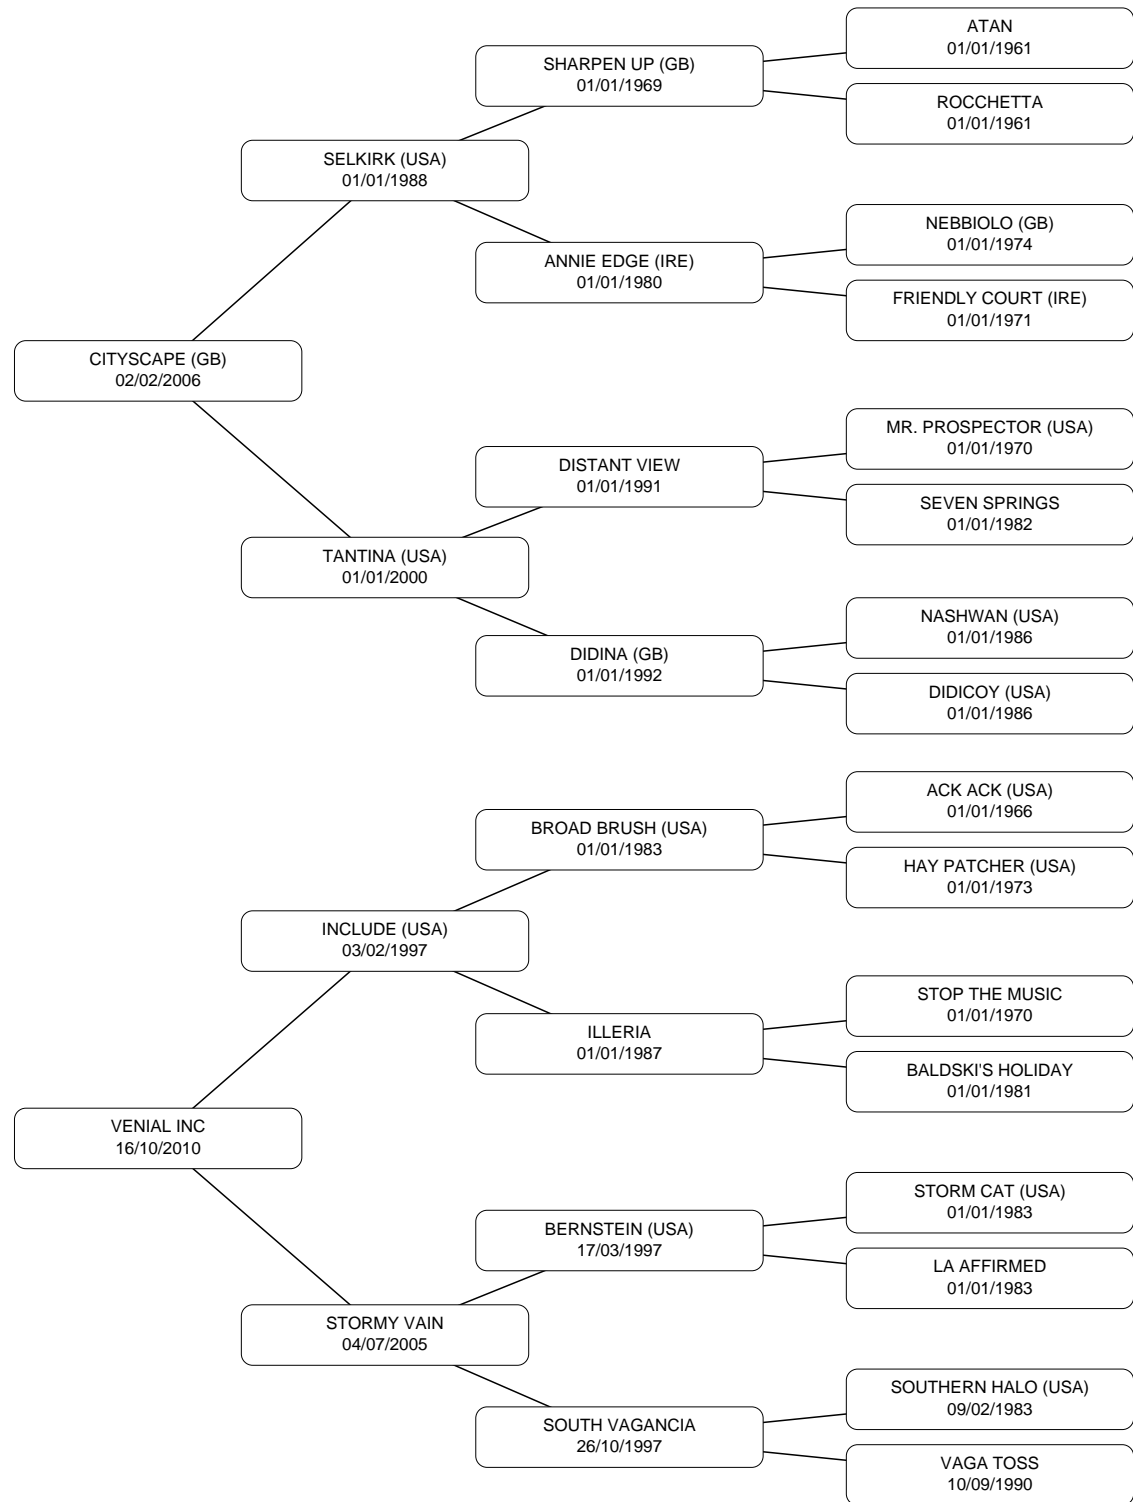 ATAN
01/01/1961
SHARPEN UP (GB)
01/01/1969
ROCCHETTA
01/01/1961
SELKIRK (USA)
01/01/1988
NEBBIOLO (GB)
01/01/1974
ANNIE EDGE (IRE)
01/01/1980
FRIENDLY COURT (IRE)
01/01/1971
CITYSCAPE (GB)
02/02/2006
MR. PROSPECTOR (USA)
01/01/1970
DISTANT VIEW
01/01/1991
SEVEN SPRINGS
01/01/1982
TANTINA (USA)
01/01/2000
NASHWAN (USA)
01/01/1986
DIDINA (GB)
01/01/1992
DIDICOY (USA)
01/01/1986
ACK ACK (USA)
01/01/1966
BROAD BRUSH (USA)
01/01/1983
HAY PATCHER (USA)
01/01/1973
INCLUDE (USA)
03/02/1997
STOP THE MUSIC
01/01/1970
ILLERIA
01/01/1987
BALDSKI'S HOLIDAY
01/01/1981
VENIAL INC
16/10/2010
STORM CAT (USA)
01/01/1983
BERNSTEIN (USA)
17/03/1997
LA AFFIRMED
01/01/1983
STORMY VAIN
04/07/2005
SOUTHERN HALO (USA)
09/02/1983
SOUTH VAGANCIA
26/10/1997
VAGA TOSS
10/09/1990